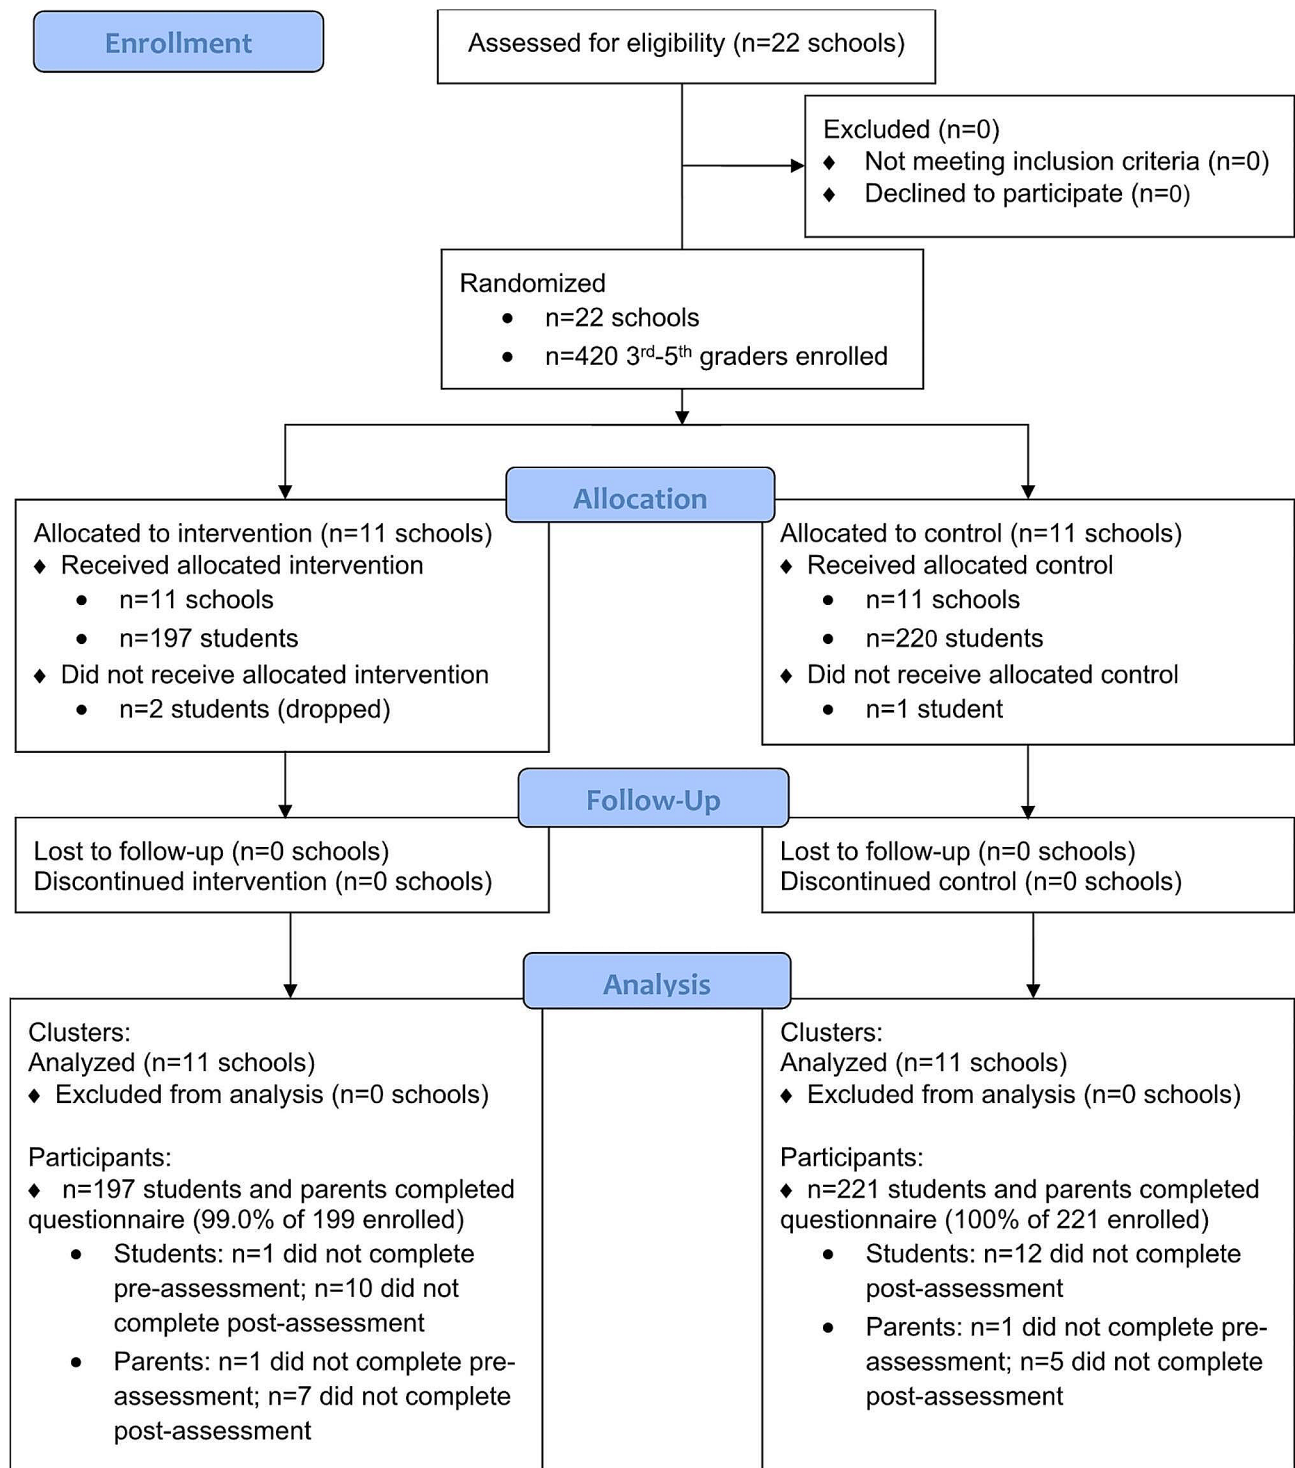 Enrollment
Assessed for eligibility (n=22 schools)
Excluded (n=0)
♦ Not meeting inclusion criteria (n=0)
♦ Declined to participate (n=0)
Randomized
• n=22 schools
• n=420 3rd-5th graders enrolled
Allocation
Allocated to intervention (n=11 schools)
♦ Received allocated intervention
• n=11 schools
• n=197 students
♦ Did not receive allocated intervention
• n=2 students (dropped)
Allocated to control (n=11 schools)
♦ Received allocated control
• n=11 schools
• n=220 students
♦ Did not receive allocated control
• n=1 student
Follow-Up
Lost to follow-up (n=0 schools)
Discontinued intervention (n=0 schools)
Lost to follow-up (n=0 schools)
Discontinued control (n=0 schools)
Analysis
Clusters:
Analyzed (n=11 schools)
♦ Excluded from analysis (n=0 schools)
Participants:
♦ n=197 students and parents completed
questionnaire (99.0% of 199 enrolled)
• Students: n=1 did not complete
pre-assessment; n=10 did not
complete post-assessment
• Parents: n=1 did not complete pre-
assessment; n=7 did not complete
post-assessment
Clusters:
Analyzed (n=11 schools)
♦ Excluded from analysis (n=0 schools)
Participants:
♦ n=221 students and parents completed
questionnaire (100% of 221 enrolled)
• Students: n=12 did not complete
post-assessment
• Parents: n=1 did not complete pre-
assessment; n=5 did not complete
post-assessment